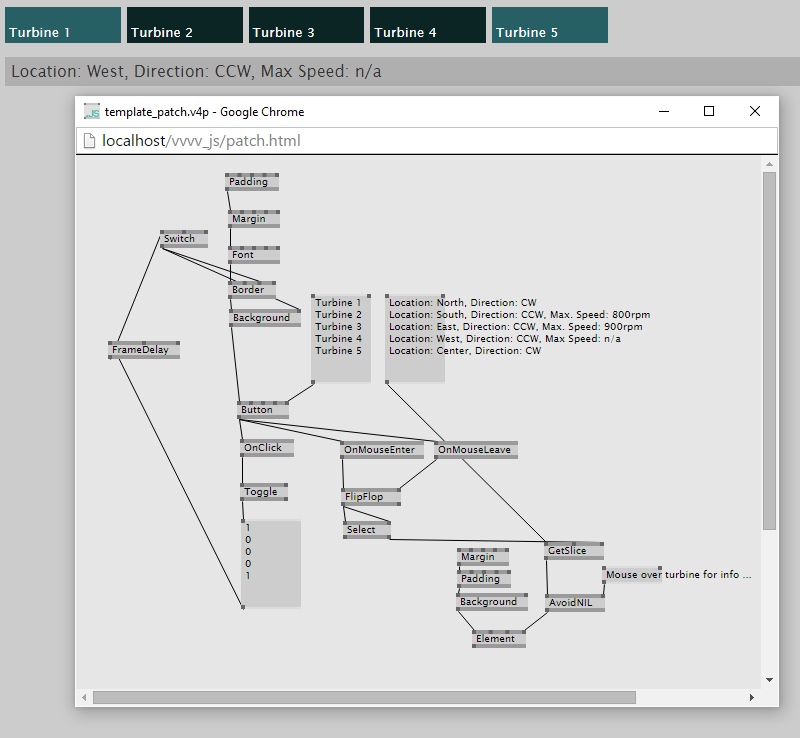 Turbine 1
Turbine 2
Turbine 3
Turbine 4
Turbine 5
Location: West, Direction: CCW, Max Speed: n/a
template_patch.v4p - Google Chrome
localhost/vvvv_js/patch.html
Padding
Margin
Switch
Font
Border
Background
Turbine 1
Turbine 2
Turbine 3
Turbine 4
Turbine 5
Location: North, Direction: CW
Location: South, Direction: CCW, Max. Speed: 800rpm
Location: East, Direction: CCW, Max. Speed: 900rpm
Location: West, Direction: CCW, Max Speed: n/a
Location: Center, Direction: CW
FrameDelay
Button
OnClick
OnMouseEnter
OnMouseLeave
Toggle
FlipFlop
1
0
0
0
1
Select
GetSlice
Margin
Padding
Mouse over turbine for info ...
Background
AvoidNIL
Element